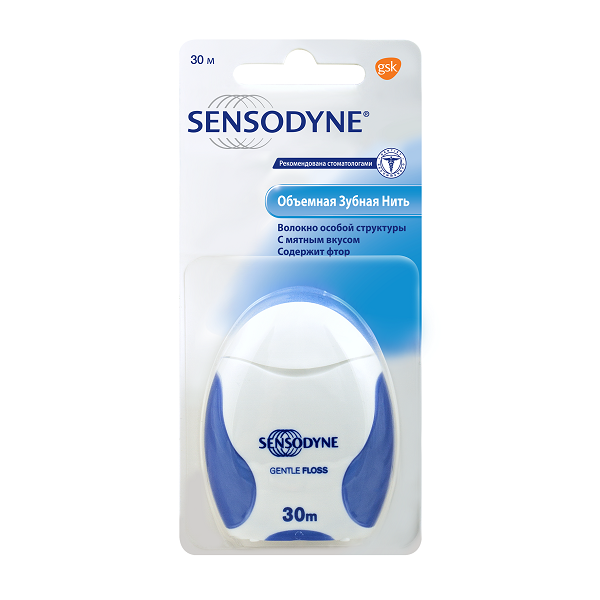 30 м
gsk
SENSODYNE®
Рекомендована стоматологами
Объемная Зубная Нить
Волокно особой структуры
С мятным вкусом
Содержит фтор
SENSODYNE
GENTLE FLOSS
30m